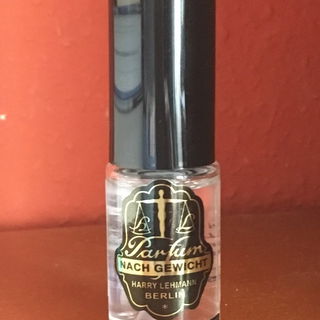 Parfum
NACH GEWICHT
HARRY LEHMANN
BERLIN